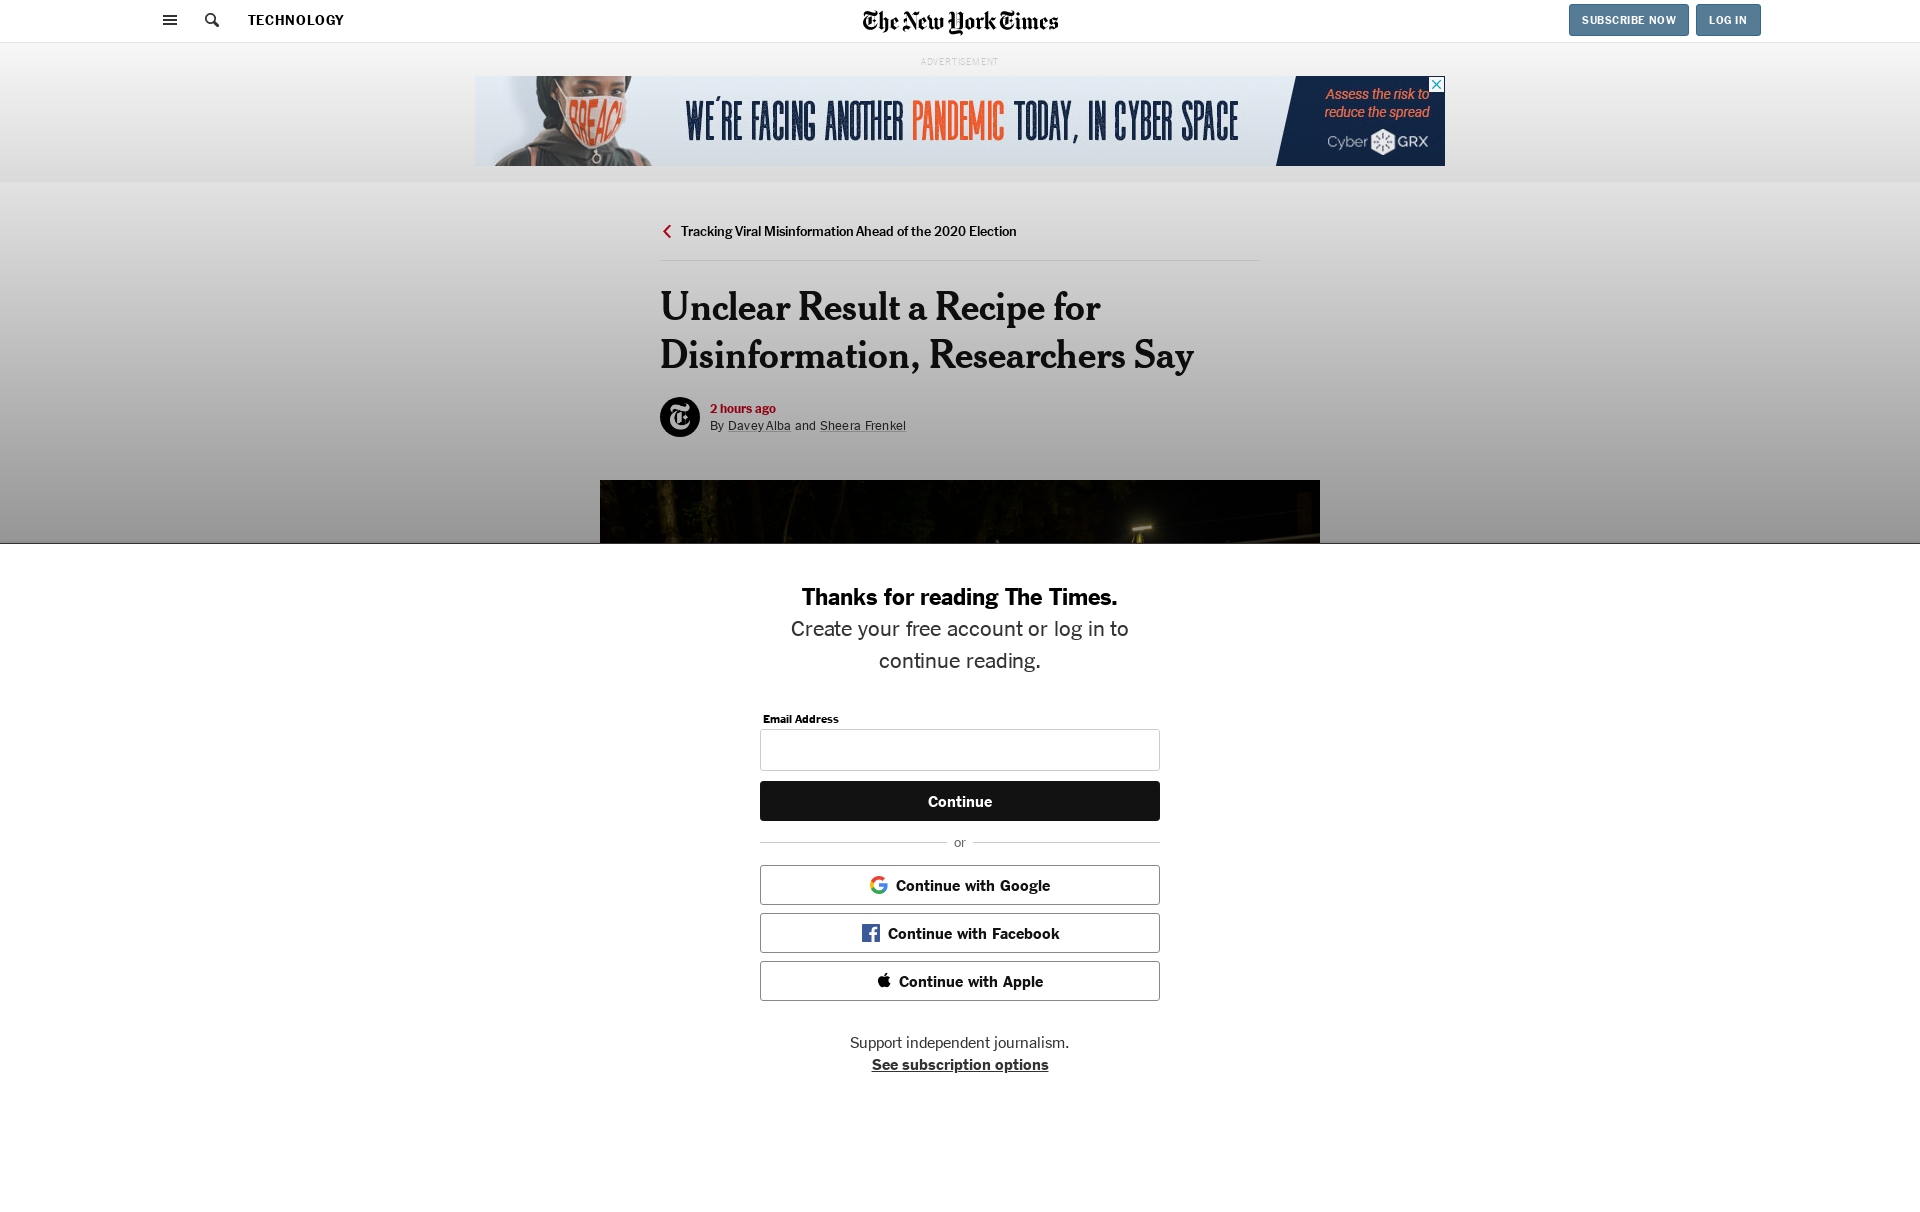 TECHNOLOGY
The New York Times
SUBSCRIBE NOW
LOG IN
ADVERTISEMENT
BREACH
WE'RE FACING ANOTHER PANDEMIC TODAY, IN CYBER SPACE
Assess the risk to
reduce the spread
CyberGRX
Tracking Viral Misinformation Ahead of the 2020 Election
Unclear Result a Recipe for
Disinformation, Researchers Say
T
2 hours ago
By Davey Alba and Sheera Frenkel
Thanks for reading The Times.
Create your free account or log in to
continue reading.
Email Address
Continue
or
Continue with Google
Continue with Facebook
Continue with Apple
Support independent journalism.
See subscription options